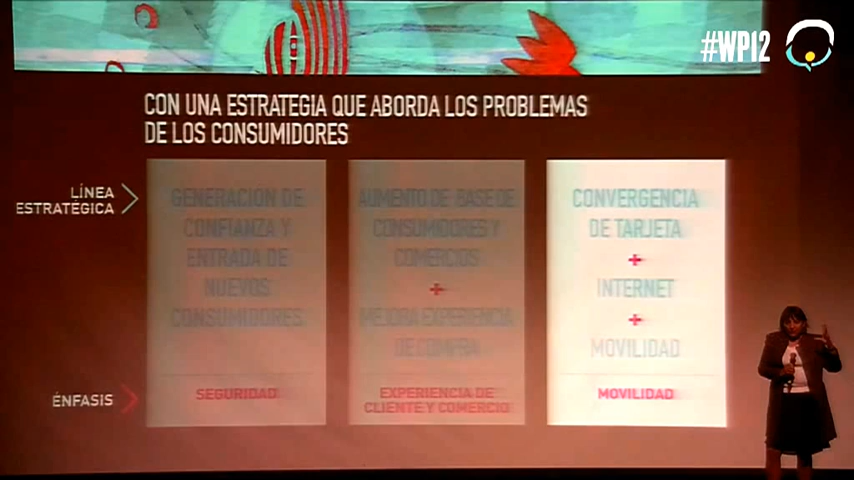 #WP12
CON UNA ESTRATEGIA QUE ABORDA LOS PROBLEMAS
DE LOS CONSUMIDORES
LÍNEA
ESTRATÉGICA
GENERACION DE
CONFIANZA Y
ENTRADA DE
NUEVOS
CONSUMIDORES
AUMENTO DE BASE DE
CONSUMIDORES Y
COMERCIOS
+
MEJORA EXPERIENCIA
DE COMPRA
CONVERGENCIA
DE TARJETA
+
INTERNET
+
MOVILIDAD
ÉNFASIS
SEGURIDAD
EXPERIENCIA DE
CLIENTE Y COMERCIO
MOVILIDAD